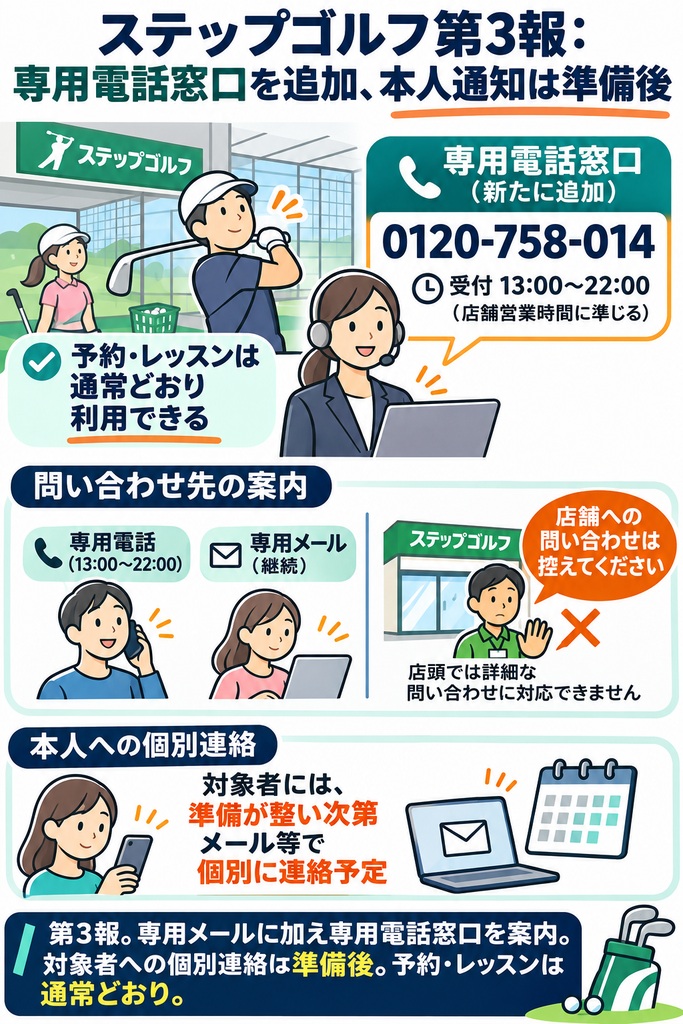 ステップゴルフ第3報：
専用電話窓口を追加、本人通知は準備後
ステップゴルフ
専用電話窓口
（新たに追加）
0120-758-014
受付 13:00〜22:00
（店舗営業時間に準じる）
予約・レッスンは
通常どおり
利用できる
問い合わせ先の案内
専用電話
（13:00〜22:00）
専用メール
（継続）
ステップゴルフ
店舗への
問い合わせは
控えてください
店頭では詳細な
問い合わせに対応できません
本人への個別連絡
対象者には、
準備が整い次第
メール等で
個別に連絡予定
第3報。専用メールに加え専用電話窓口を案内。
対象者への個別連絡は準備後。予約・レッスンは
通常どおり。